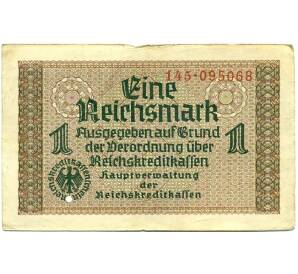 145·095068
Eine
Reichsmark
1 Ausgegeben auf Grund 1
der Verordnung über
Reichskreditkassen
Hauptverwaltung
der
Reichskreditkassen